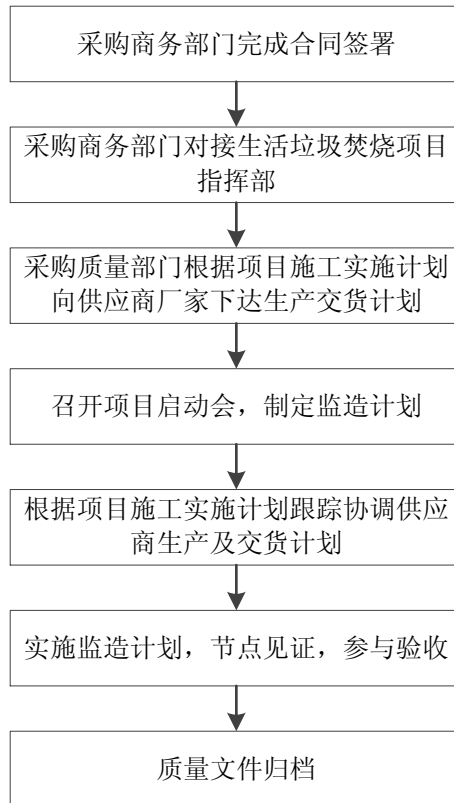 采购商务部门完成合同签署
采购商务部门对接生活垃圾焚烧项目
指挥部
采购质量部门根据项目施工实施计划
向供应商厂家下达生产交货计划
召开项目启动会，制定监造计划
根据项目施工实施计划跟踪协调供应
商生产及交货计划
实施监造计划，节点见证，参与验收
质量文件归档